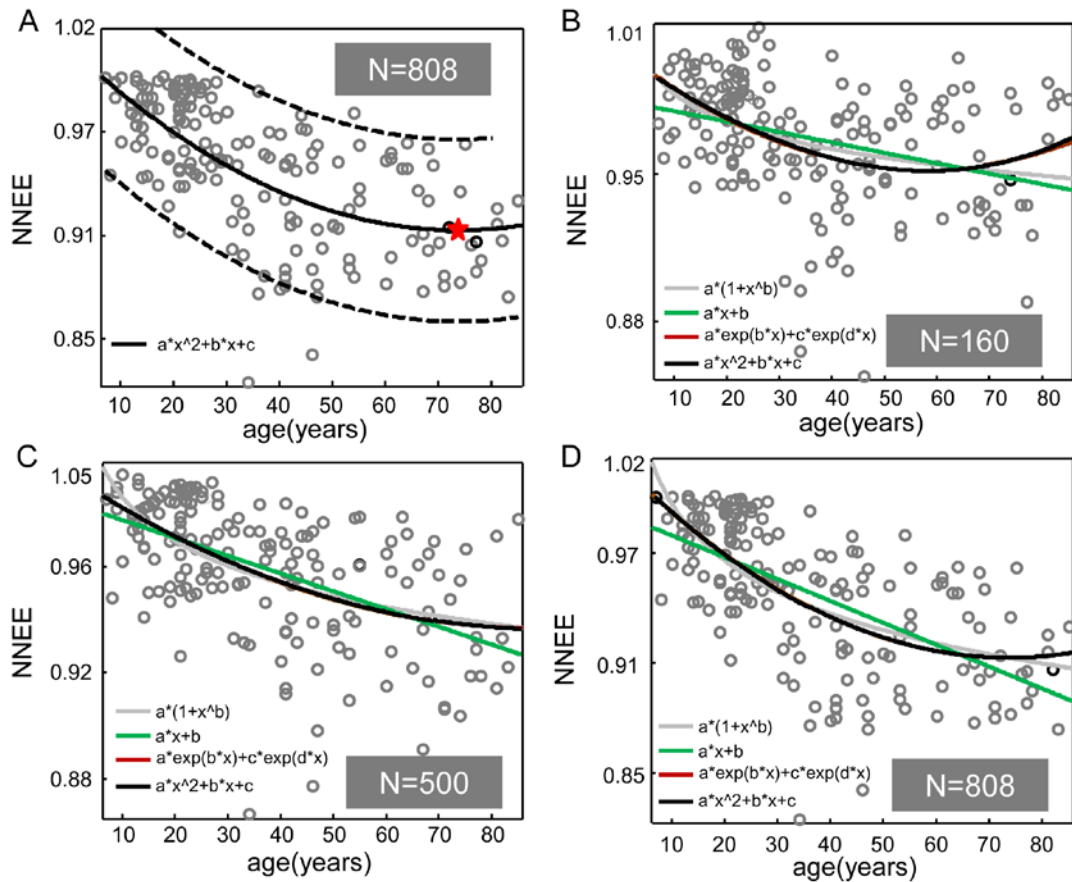 A
1.02
0.97
0.91
0.85
NNEE
N=808
a*x^2+b*x+c
10 20 30 40 50 60 70 80
age(years)
B
1.01
0.95
0.88
NNEE
a*(1+x^b)
a*x+b
a*exp(b*x)+c*exp(d*x)
a*x^2+b*x+c
N=160
10 20 30 40 50 60 70 80
age(years)
C
1.05
0.96
0.92
0.88
NNEE
a*(1+x^b)
a*x+b
a*exp(b*x)+c*exp(d*x)
a*x^2+b*x+c
N=500
10 20 30 40 50 60 70 80
age(years)
D
1.02
0.97
0.91
0.85
NNEE
a*(1+x^b)
a*x+b
a*exp(b*x)+c*exp(d*x)
a*x^2+b*x+c
N=808
10 20 30 40 50 60 70 80
age(years)